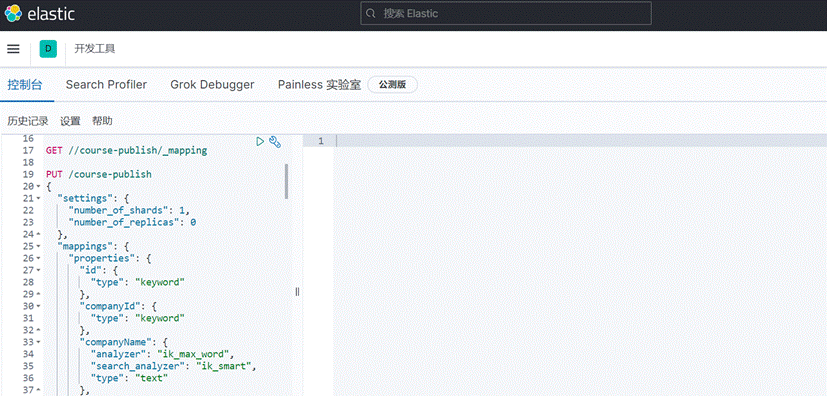 elastic
搜索 Elastic
D
开发工具
控制台 Search Profiler Grok Debugger Painless 实验室 公测版
历史记录 设置 帮助
16
17 GET //course-publish/_mapping
18
19 PUT /course-publish
20 {
21 "settings": {
22 "number_of_shards": 1,
23 "number_of_replicas": 0
24 },
25 "mappings": {
26 "properties": {
27 "id": {
28 "type": "keyword"
29 },
30 "companyId": {
31 "type": "keyword"
32 },
33 "companyName": {
34 "analyzer": "ik_max_word",
35 "search_analyzer": "ik_smart",
36 "type": "text"
37 },
1